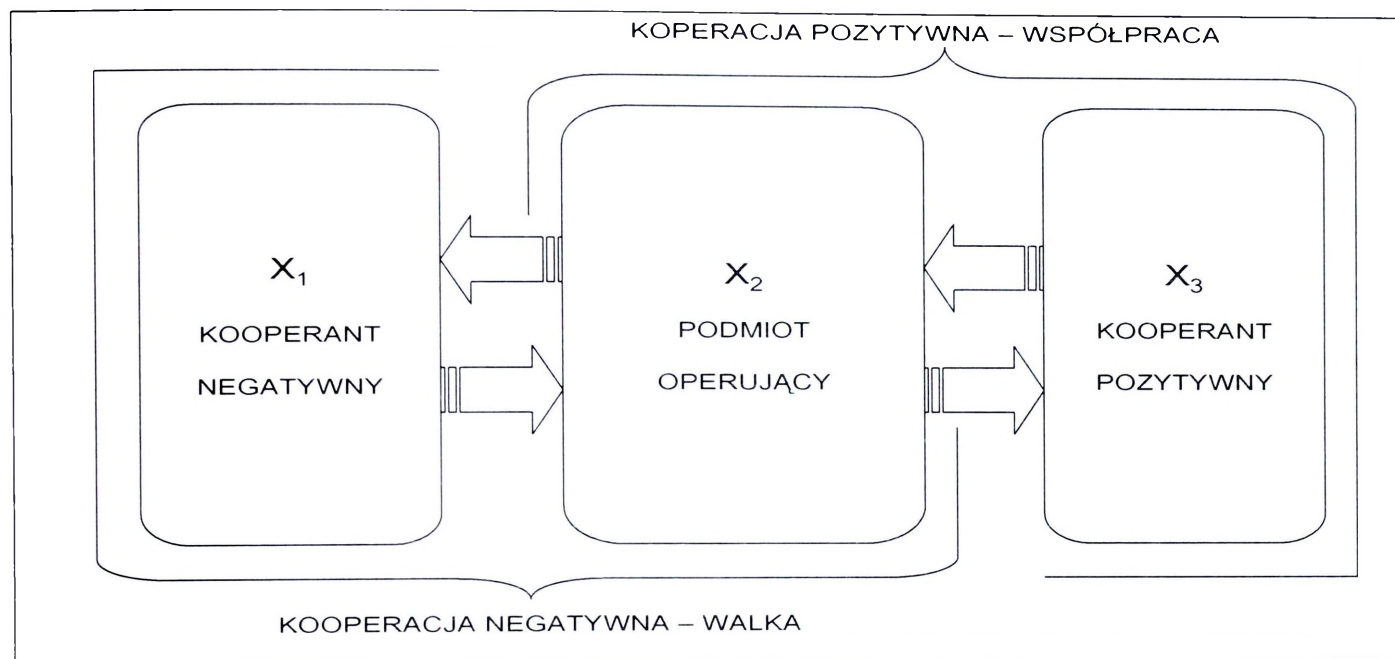 KOPERACJA POZYTYWNA – WSPÓŁPRACA
X₁
KOOPERANT
NEGATYWNY
X₂
PODMIOT
OPERUJĄCY
X₃
KOOPERANT
POZYTYWNY
KOOPERACJA NEGATYWNA – WALKA